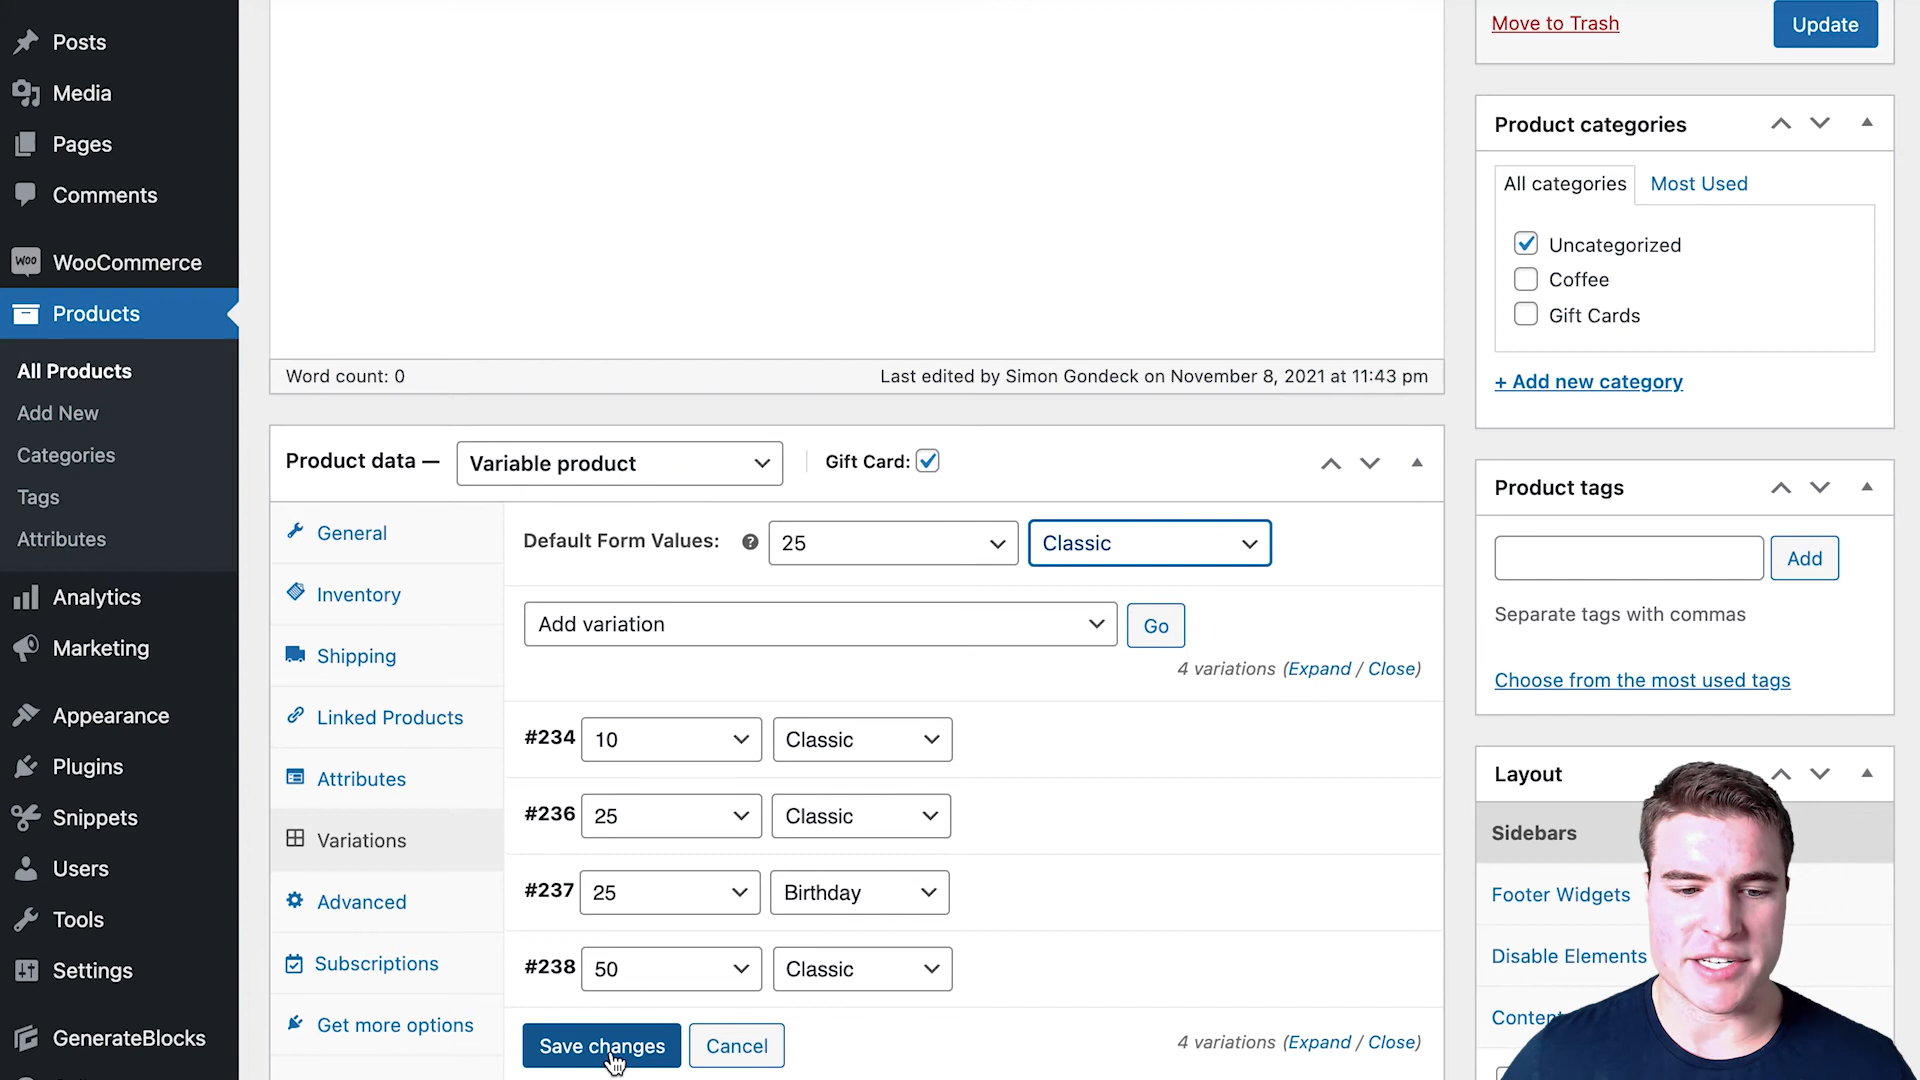 Posts
Media
Pages
Comments
WOO WooCommerce
Products
All Products
Add New
Categories
Tags
Attributes
Analytics
Marketing
Appearance
Plugins
Snippets
Users
Tools
Settings
GenerateBlocks
Word count: 0
Last edited by Simon Gondeck on November 8, 2021 at 11:43 pm
Product data — Variable product Gift Card:
General
Inventory
Shipping
Linked Products
Attributes
Variations
Advanced
Subscriptions
Get more options
Default Form Values: ? 25 Classic
Add variation Go
4 variations (Expand / Close)
#234 10 Classic
#236 25 Classic
#237 25 Birthday
#238 50 Classic
Save changes Cancel
4 variations (Expand / Close)
Move to Trash Update
Product categories
All categories Most Used
Uncategorized
Coffee
Gift Cards
+ Add new category
Product tags
Add
Separate tags with commas
Choose from the most used tags
Layout
Sidebars
Footer Widgets
Disable Elements